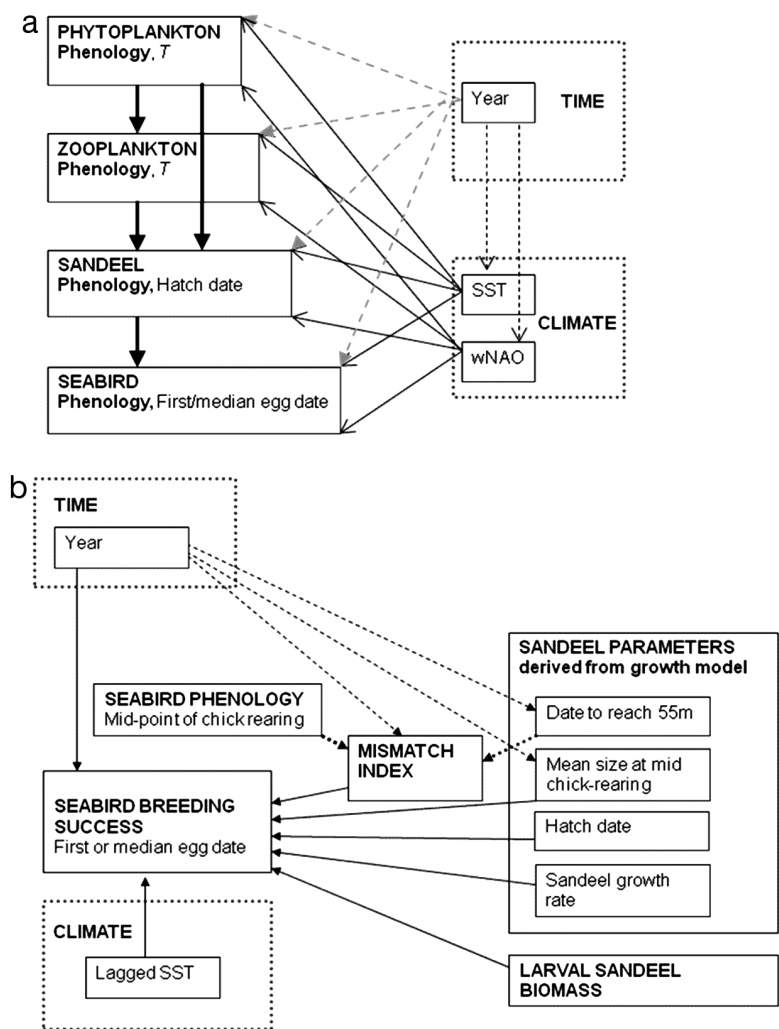 a
PHYTOPLANKTON
Phenology, T
ZOOPLANKTON
Phenology, T
SANDEEL
Phenology, Hatch date
SEABIRD
Phenology, First/median egg date
Year
TIME
SST
CLIMATE
wNAO
b
TIME
Year
SEABIRD PHENOLOGY
Mid-point of chick rearing
MISMATCH
INDEX
SEABIRD BREEDING
SUCCESS
First or median egg date
CLIMATE
Lagged SST
SANDEEL PARAMETERS
derived from growth model
Date to reach 55m
Mean size at mid
chick-rearing
Hatch date
Sandeel growth
rate
LARVAL SANDEEL
BIOMASS